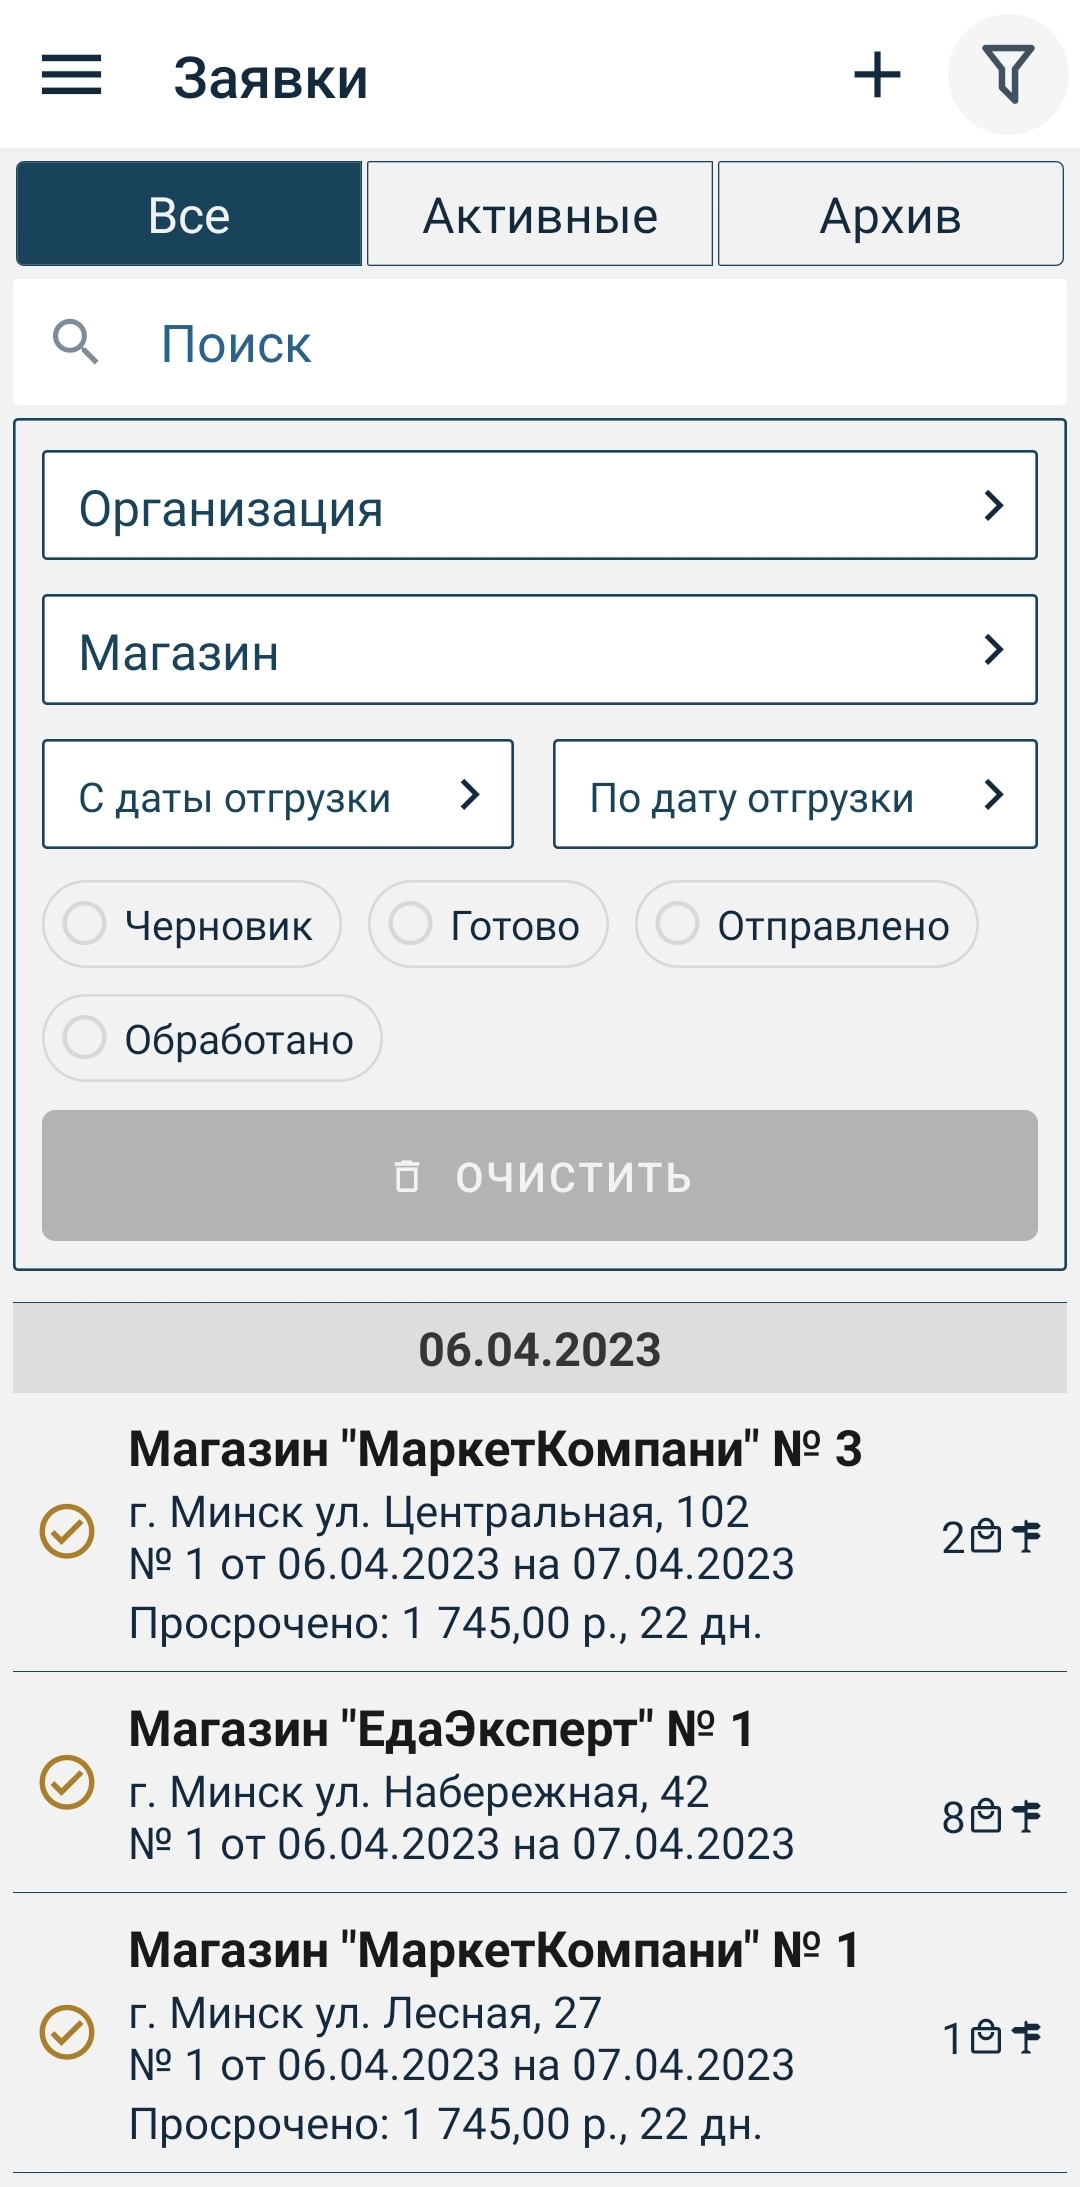 Заявки
Все Активные Архив
Поиск
Организация
Магазин
С даты отгрузки По дату отгрузки
Черновик Готово Отправлено
Обработано
ОЧИСТИТЬ
06.04.2023
Магазин "МаркетКомпани" № 3
г. Минск ул. Центральная, 102
№ 1 от 06.04.2023 на 07.04.2023
2
Просрочено: 1 745,00 р., 22 дн.
Магазин "ЕдаЭксперт" № 1
г. Минск ул. Набережная, 42
№ 1 от 06.04.2023 на 07.04.2023
8
Магазин "МаркетКомпани" № 1
г. Минск ул. Лесная, 27
№ 1 от 06.04.2023 на 07.04.2023
1
Просрочено: 1 745,00 р., 22 дн.